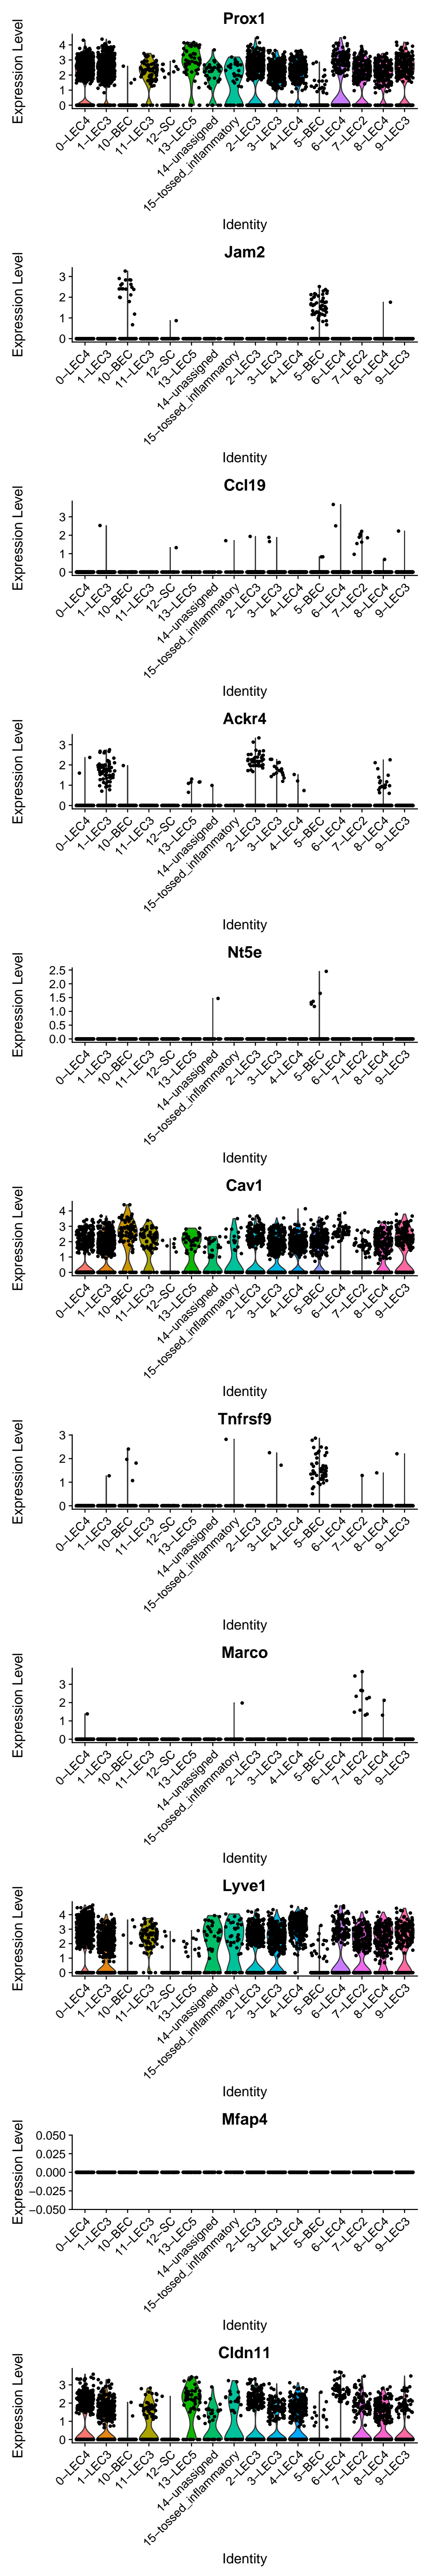 Prox1
Expression Level
4
3
2
1
0
0−LEC4
1−LEC3
10−BEC
11−LEC3
12−SC
13−LEC5
14−unassigned
15−tossed_inflammatory
2−LEC3
3−LEC3
4−LEC4
5−BEC
6−LEC4
7−LEC2
8−LEC4
9−LEC3
Identity
Jam2
Expression Level
3
2
1
0
0−LEC4
1−LEC3
10−BEC
11−LEC3
12−SC
13−LEC5
14−unassigned
15−tossed_inflammatory
2−LEC3
3−LEC3
4−LEC4
5−BEC
6−LEC4
7−LEC2
8−LEC4
9−LEC3
Identity
Ccl19
Expression Level
3
2
1
0
0−LEC4
1−LEC3
10−BEC
11−LEC3
12−SC
13−LEC5
14−unassigned
15−tossed_inflammatory
2−LEC3
3−LEC3
4−LEC4
5−BEC
6−LEC4
7−LEC2
8−LEC4
9−LEC3
Identity
Ackr4
Expression Level
3
2
1
0
0−LEC4
1−LEC3
10−BEC
11−LEC3
12−SC
13−LEC5
14−unassigned
15−tossed_inflammatory
2−LEC3
3−LEC3
4−LEC4
5−BEC
6−LEC4
7−LEC2
8−LEC4
9−LEC3
Identity
Nt5e
Expression Level
2.5
2.0
1.5
1.0
0.5
0.0
0−LEC4
1−LEC3
10−BEC
11−LEC3
12−SC
13−LEC5
14−unassigned
15−tossed_inflammatory
2−LEC3
3−LEC3
4−LEC4
5−BEC
6−LEC4
7−LEC2
8−LEC4
9−LEC3
Identity
Cav1
Expression Level
4
3
2
1
0
0−LEC4
1−LEC3
10−BEC
11−LEC3
12−SC
13−LEC5
14−unassigned
15−tossed_inflammatory
2−LEC3
3−LEC3
4−LEC4
5−BEC
6−LEC4
7−LEC2
8−LEC4
9−LEC3
Identity
Tnfrsf9
Expression Level
3
2
1
0
0−LEC4
1−LEC3
10−BEC
11−LEC3
12−SC
13−LEC5
14−unassigned
15−tossed_inflammatory
2−LEC3
3−LEC3
4−LEC4
5−BEC
6−LEC4
7−LEC2
8−LEC4
9−LEC3
Identity
Marco
Expression Level
3
2
1
0
0−LEC4
1−LEC3
10−BEC
11−LEC3
12−SC
13−LEC5
14−unassigned
15−tossed_inflammatory
2−LEC3
3−LEC3
4−LEC4
5−BEC
6−LEC4
7−LEC2
8−LEC4
9−LEC3
Identity
Lyve1
Expression Level
4
3
2
1
0
0−LEC4
1−LEC3
10−BEC
11−LEC3
12−SC
13−LEC5
14−unassigned
15−tossed_inflammatory
2−LEC3
3−LEC3
4−LEC4
5−BEC
6−LEC4
7−LEC2
8−LEC4
9−LEC3
Identity
Mfap4
Expression Level
0.050
0.025
0.000
−0.025
−0.050
0−LEC4
1−LEC3
10−BEC
11−LEC3
12−SC
13−LEC5
14−unassigned
15−tossed_inflammatory
2−LEC3
3−LEC3
4−LEC4
5−BEC
6−LEC4
7−LEC2
8−LEC4
9−LEC3
Identity
Cldn11
Expression Level
3
2
1
0
0−LEC4
1−LEC3
10−BEC
11−LEC3
12−SC
13−LEC5
14−unassigned
15−tossed_inflammatory
2−LEC3
3−LEC3
4−LEC4
5−BEC
6−LEC4
7−LEC2
8−LEC4
9−LEC3
Identity